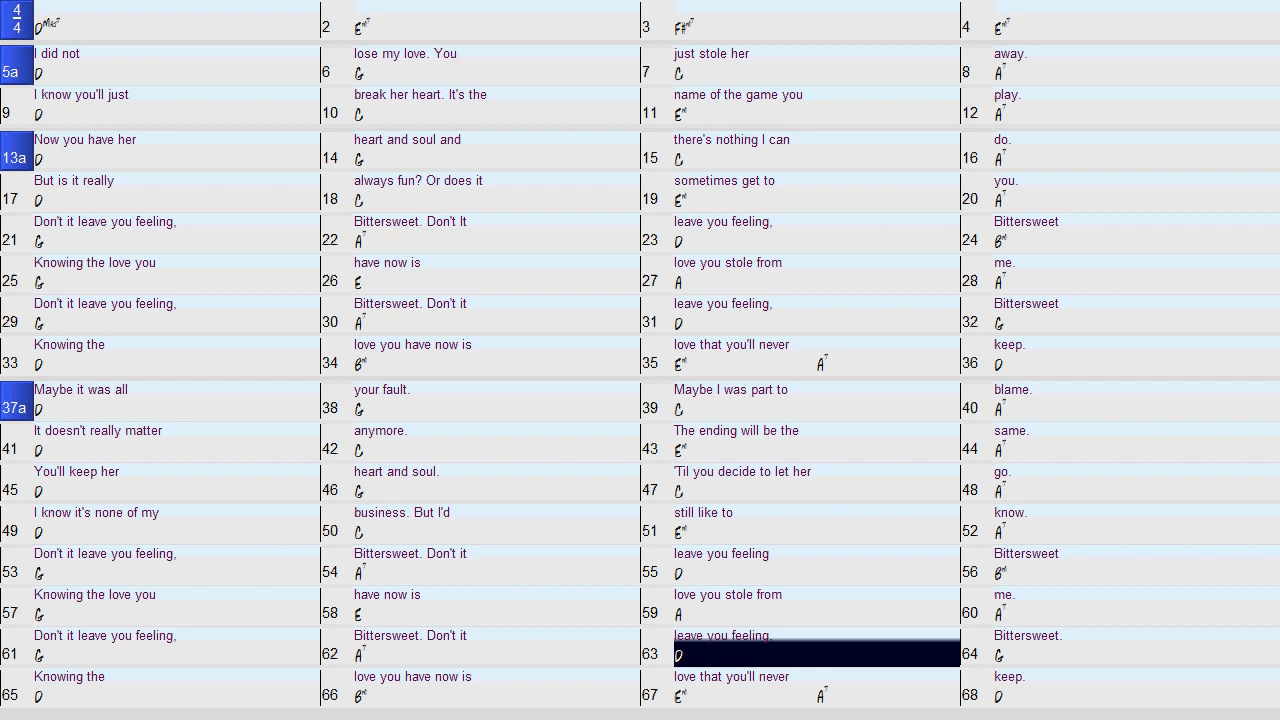 4/4 DMAJ7 2 Em7 3 F#m7 4 Em7
I did not lose my love. You just stole her away.
5a D 6 G 7 C 8 A7
I know you'll just break her heart. It's the name of the game you play.
9 D 10 C 11 Em 12 A7
Now you have her heart and soul and there's nothing I can do.
13a D 14 G 15 C 16 A7
But is it really always fun? Or does it sometimes get to you.
17 D 18 C 19 Em 20 A7
Don't it leave you feeling, Bittersweet. Don't It leave you feeling, Bittersweet
21 G 22 A7 23 D 24 Bm
Knowing the love you have now is love you stole from me.
25 G 26 E 27 A 28 A7
Don't it leave you feeling, Bittersweet. Don't it leave you feeling, Bittersweet
29 G 30 A7 31 D 32 G
Knowing the love you have now is love that you'll never keep.
33 D 34 Bm 35 Em A7 36 D
Maybe it was all your fault. Maybe I was part to blame.
37a D 38 G 39 C 40 A7
It doesn't really matter anymore. The ending will be the same.
41 D 42 C 43 Em 44 A7
You'll keep her heart and soul. 'Til you decide to let her go.
45 D 46 G 47 C 48 A7
I know it's none of my business. But I'd still like to know.
49 D 50 C 51 Em 52 A7
Don't it leave you feeling, Bittersweet. Don't it leave you feeling Bittersweet
53 G 54 A7 55 D 56 Bm
Knowing the love you have now is love you stole from me.
57 G 58 E 59 A 60 A7
Don't it leave you feeling, Bittersweet. Don't it leave you feeling, Bittersweet.
61 G 62 A7 63 D 64 G
Knowing the love you have now is love that you'll never keep.
65 D 66 Bm 67 Em A7 68 D